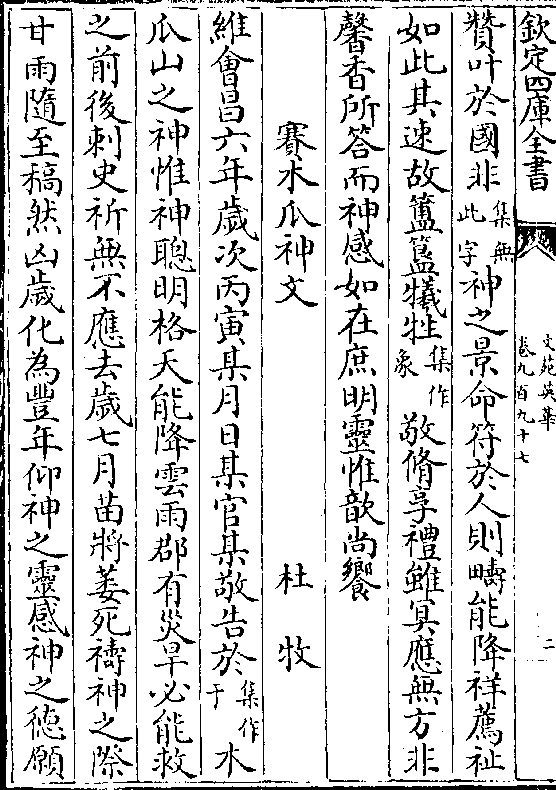 欽定四庫全書
文苑英華
卷九百九十七
二
贊叶於國非集無此字神之景命符於人則疇能降祥薦祉
如此其速故簠簋犧牲集作象敬脩享禮雖冥應無方非
馨香所答而神感如在庶明靈惟歆尚饗
賽水瓜神文 杜牧
維會昌六年歲次丙寅某月日某官某敬告於集作于水
瓜山之神惟神聰明格天能降雲雨郡有災旱必能救
之前後刺史祈無不應去歲七月苗將萎死禱神之際
甘雨隨至稿然凶歲化為豐年仰神之靈感神之徳願